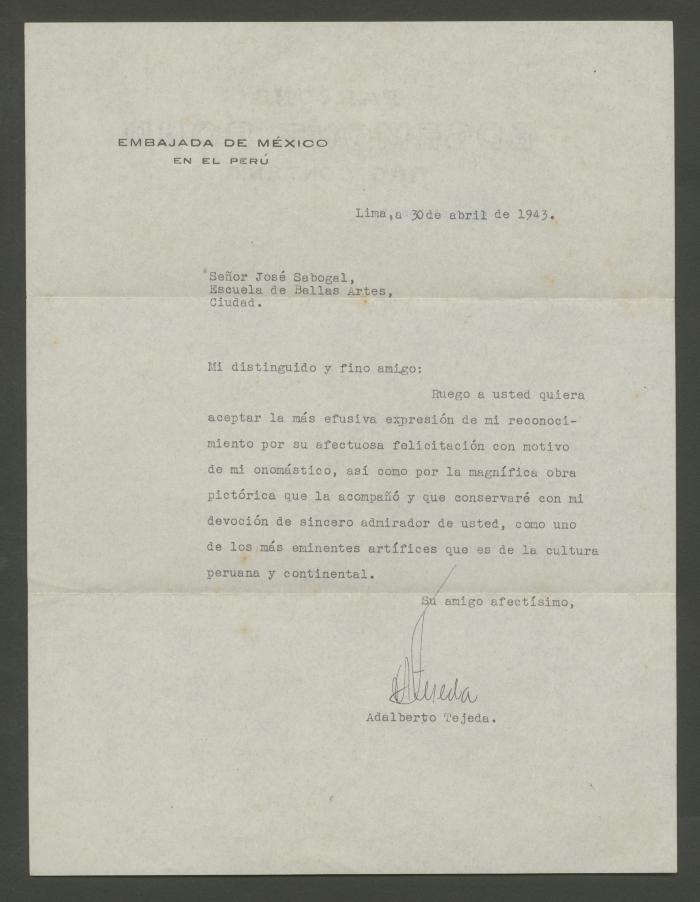 EMBAJADA DE MÉXICO
EN EL PERÚ
Lima,a 30 de abril de 1943.
Señor José Sabogal,
Escuela de Bellas Artes,
Ciudad.
Mi distinguido y fino amigo:
Ruego a usted quiera
aceptar la más efusiva expresión de mi reconoci-
miento por su afectuosa felicitación con motivo
de mi onomástico, así como por la magnífica obra
pictórica que la acompañó y que conservaré con mi
devoción de sincero admirador de usted, como uno
de los más eminentes artífices que es de la cultura
peruana y continental.
Su amigo afectísimo,
ATejeda
Adalberto Tejeda.